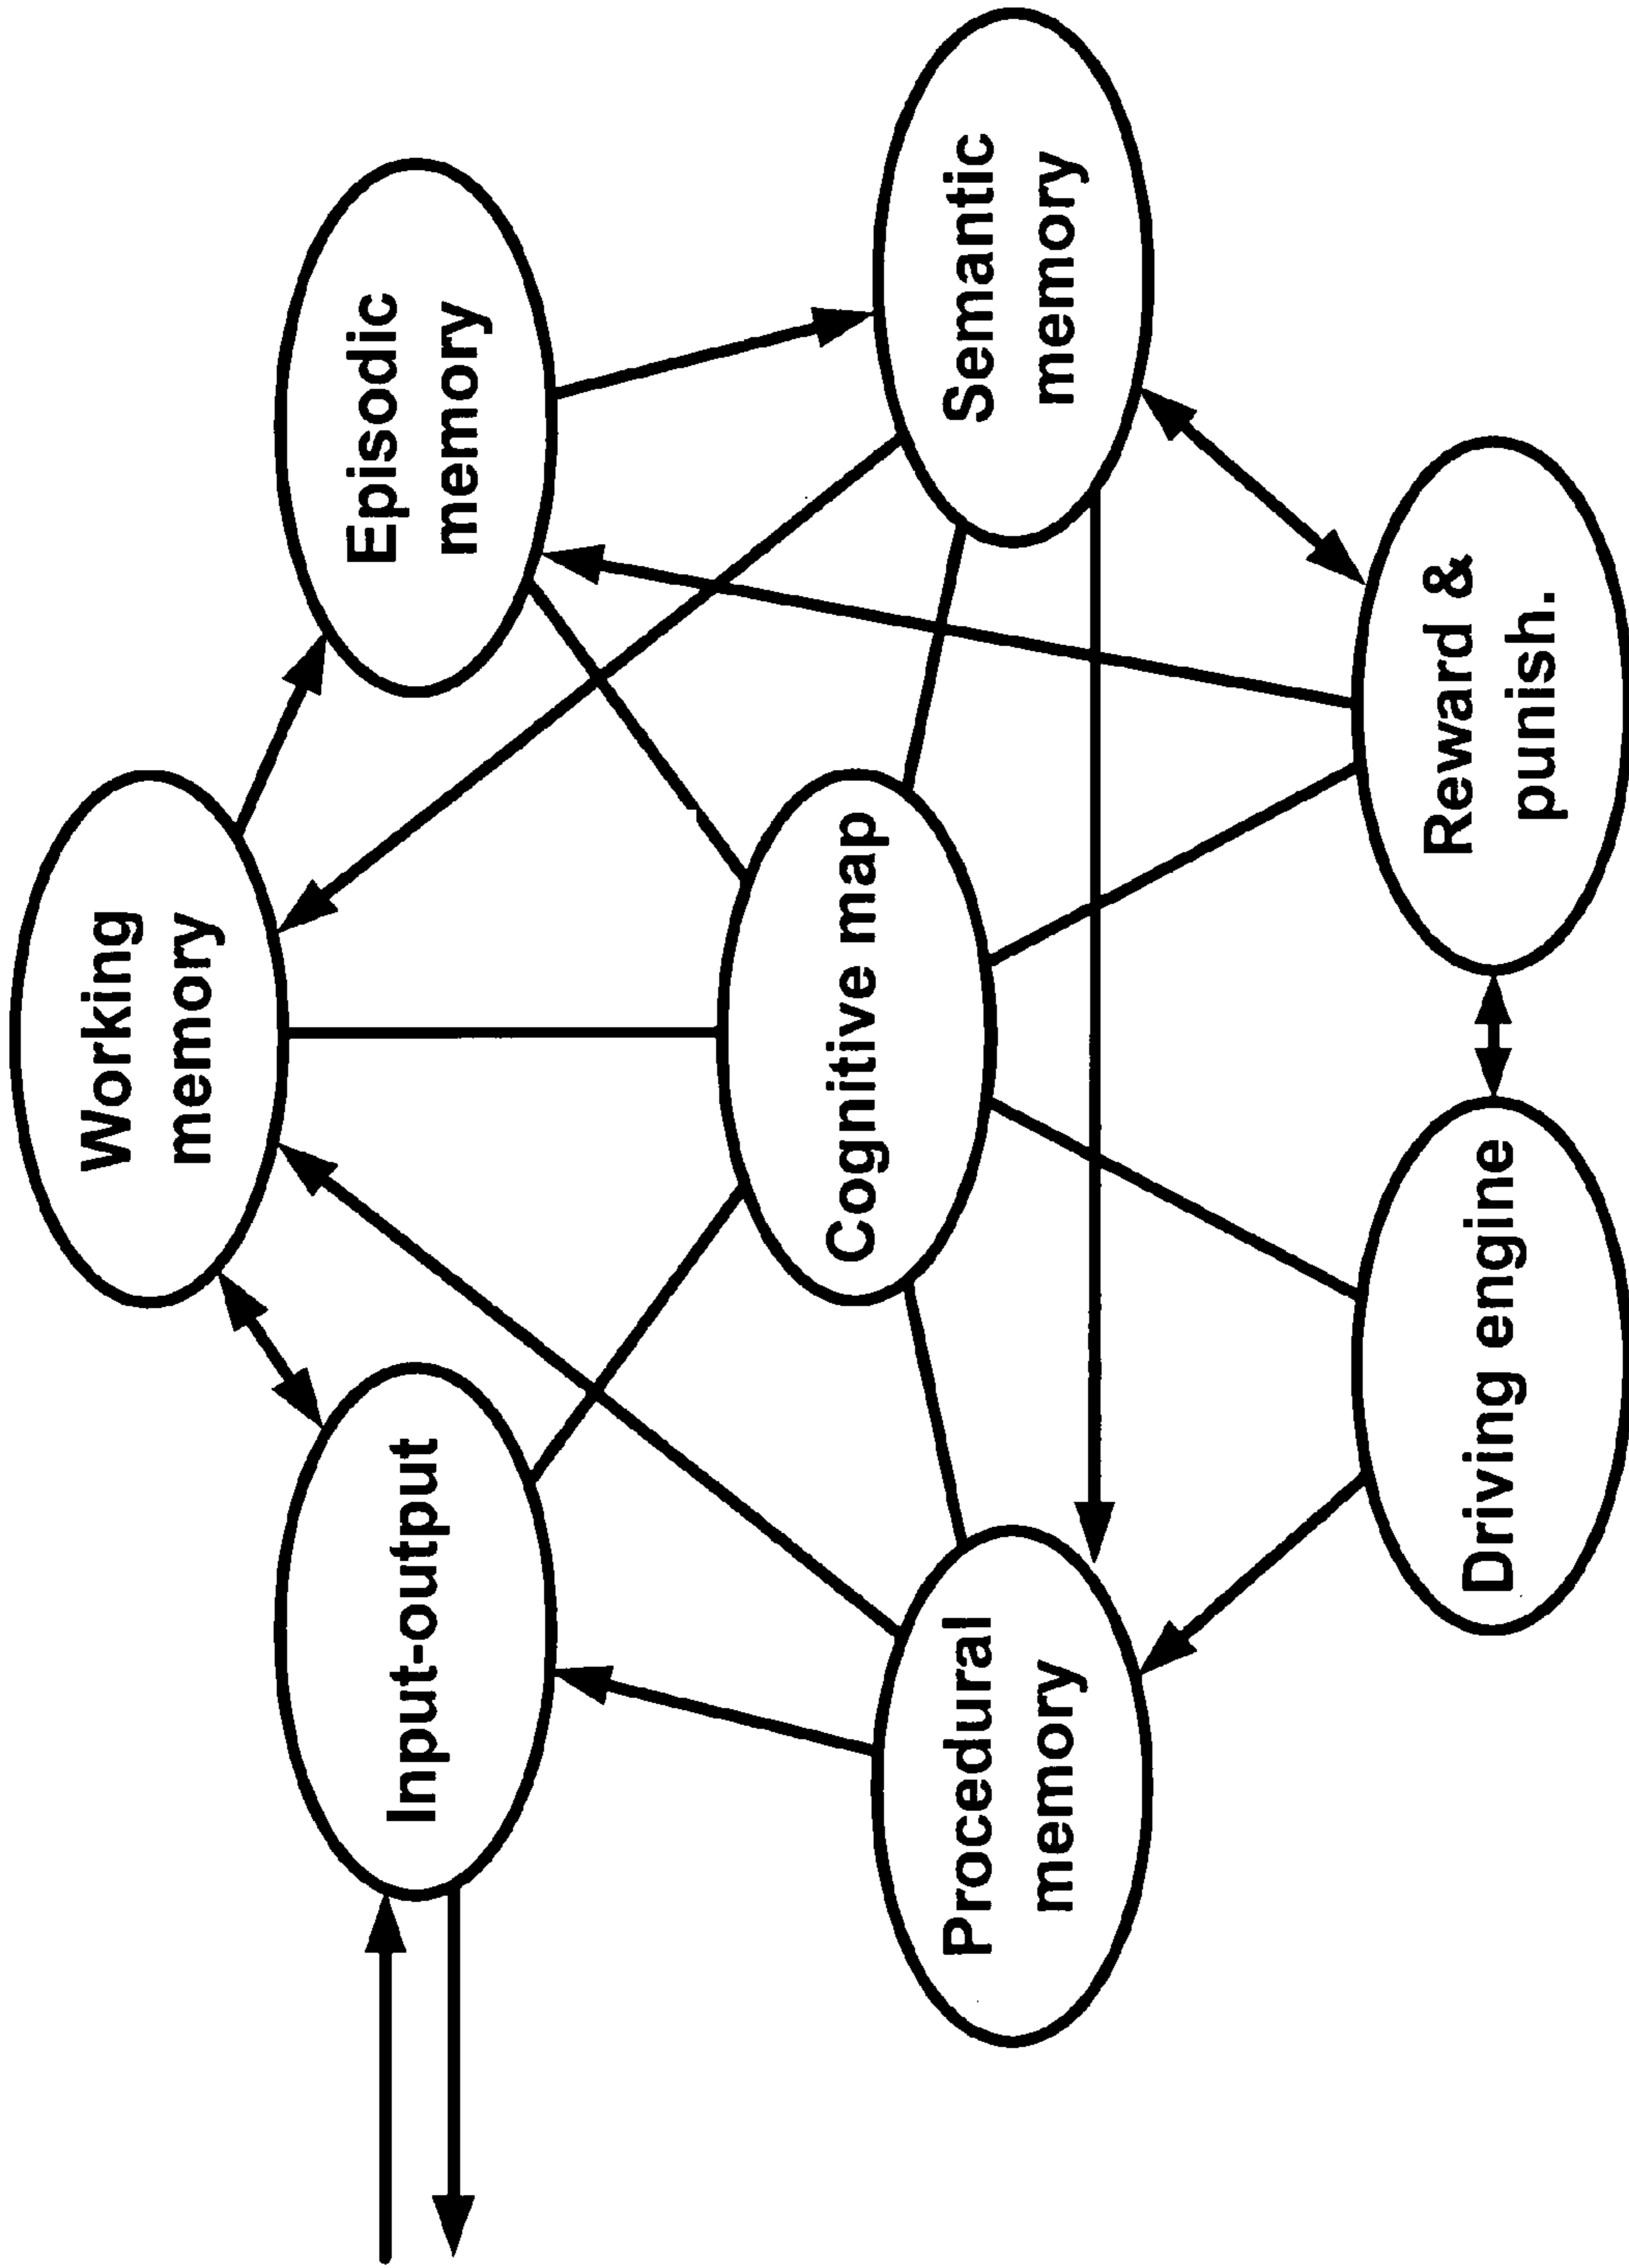 Working
memory
Input-output
Episodic
memory
Cognitive map
Procedural
memory
Semantic
memory
Driving engine
Reward &
punish.